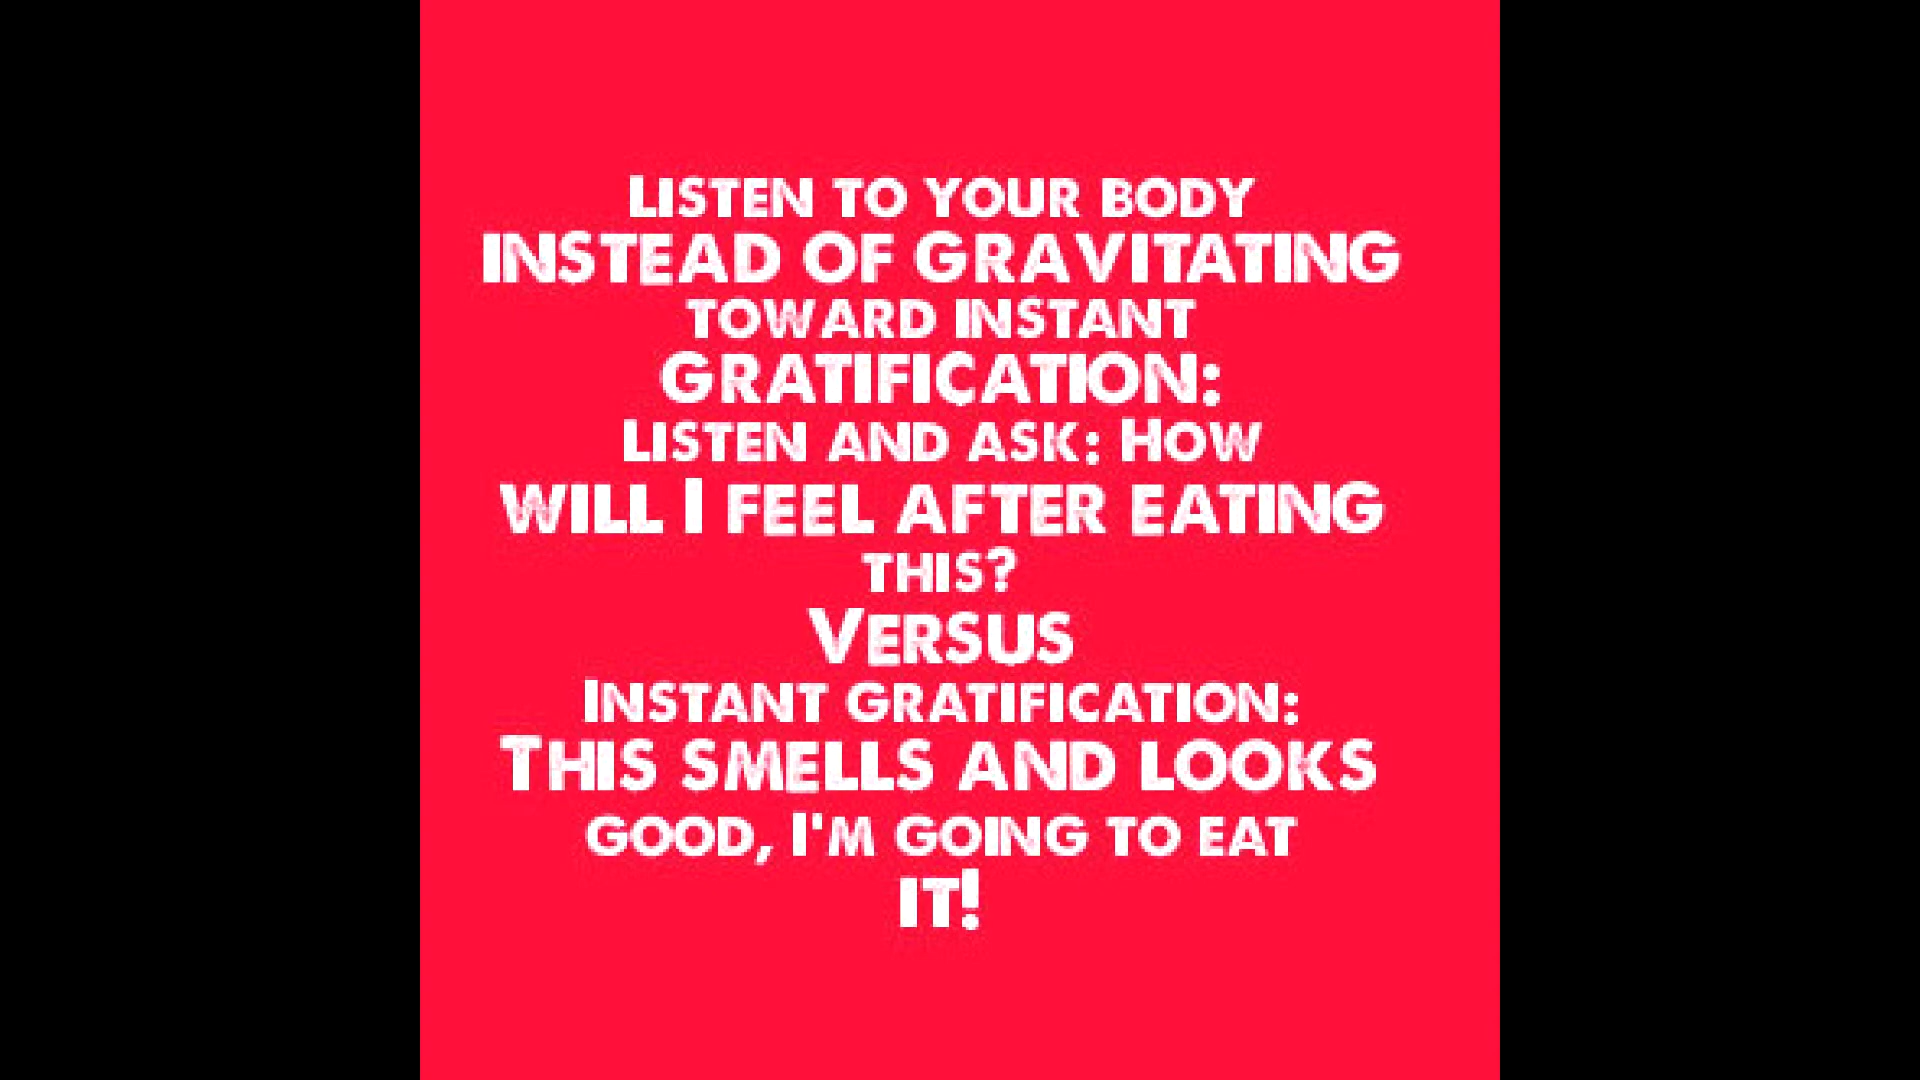 Listen to your body
instead of gravitating
toward instant
gratification:
Listen and ask: How
will I feel after eating
this?
Versus
Instant gratification:
This smells and looks
good, I'm going to eat
it!